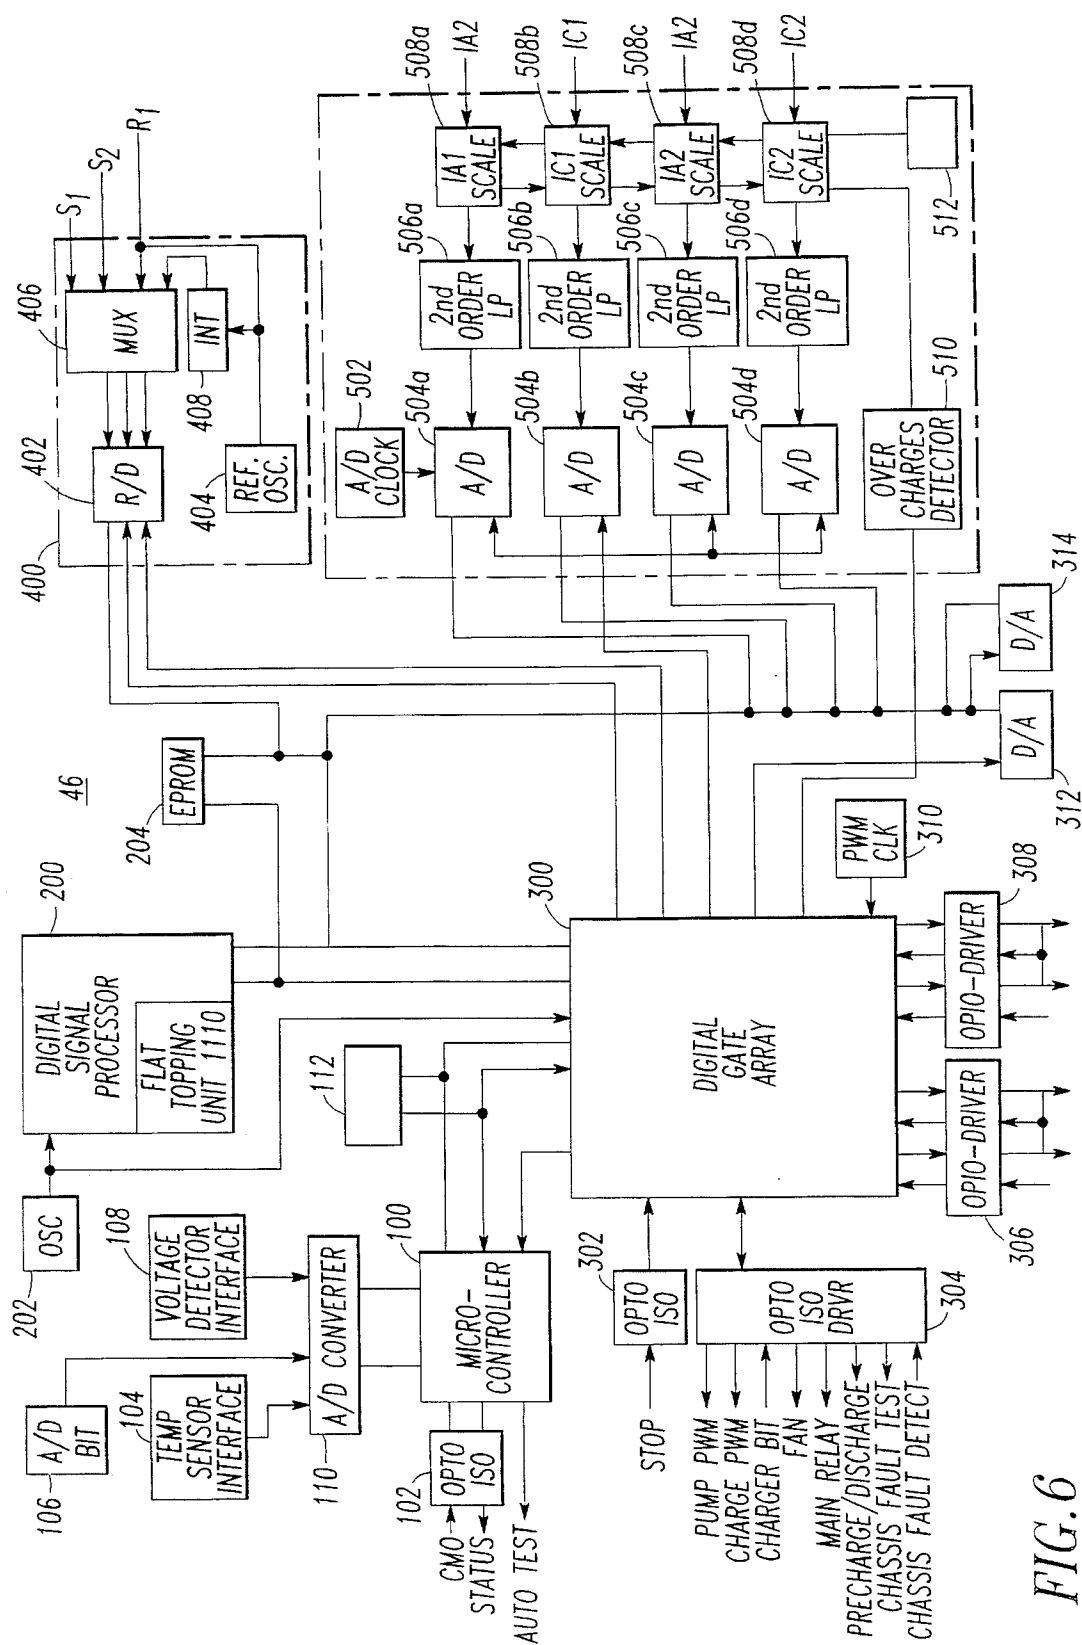 106
A/D
BIT
104
TEMP
SENSOR
INTERFACE
202
OSC
108
VOLTAGE
DETECTOR
INTERFACE
110
A/D CONVERTER
102
OPTO
ISO
CMO
STATUS
AUTO TEST
100
MICRO-
CONTROLLER
112
200
DIGITAL
SIGNAL
PROCESSOR
FLAT
TOPPING
UNIT 1110
46
204
EPROM
300
DIGITAL
GATE
ARRAY
302
OPTO
ISO
STOP
304
OPTO
ISO
DRVR
PUMP PWM
CHARGE PWM
CHARGER BIT
FAN
MAIN RELAY
PRECHARGE/DISCHARGE
CHASSIS FAULT TEST
CHASSIS FAULT DETECT
306
OPIO-DRIVER
308
OPIO-DRIVER
310
PWM
CLK
312
D/A
314
D/A
400
402
R/D
404
REF.
OSC.
406
MUX
408
INT
S1
S2
R1
502
A/D
CLOCK
504a
A/D
504b
A/D
504c
A/D
504d
A/D
506a
2nd
ORDER
LP
506b
2nd
ORDER
LP
506c
2nd
ORDER
LP
506d
2nd
ORDER
LP
508a
IA1
SCALE
IA2
508b
IC1
SCALE
IC1
508c
IA2
SCALE
IA2
508d
IC2
SCALE
IC2
510
OVER
CHARGES
DETECTOR
512
FIG.6